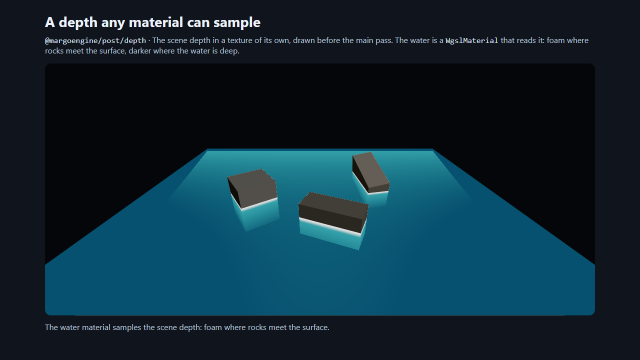 A depth any material can sample
@margoengine/post/depth · The scene depth in a texture of its own, drawn before the main pass. The water is a WgslMaterial that reads it: foam where
rocks meet the surface, darker where the water is deep.
The water material samples the scene depth: foam where rocks meet the surface.